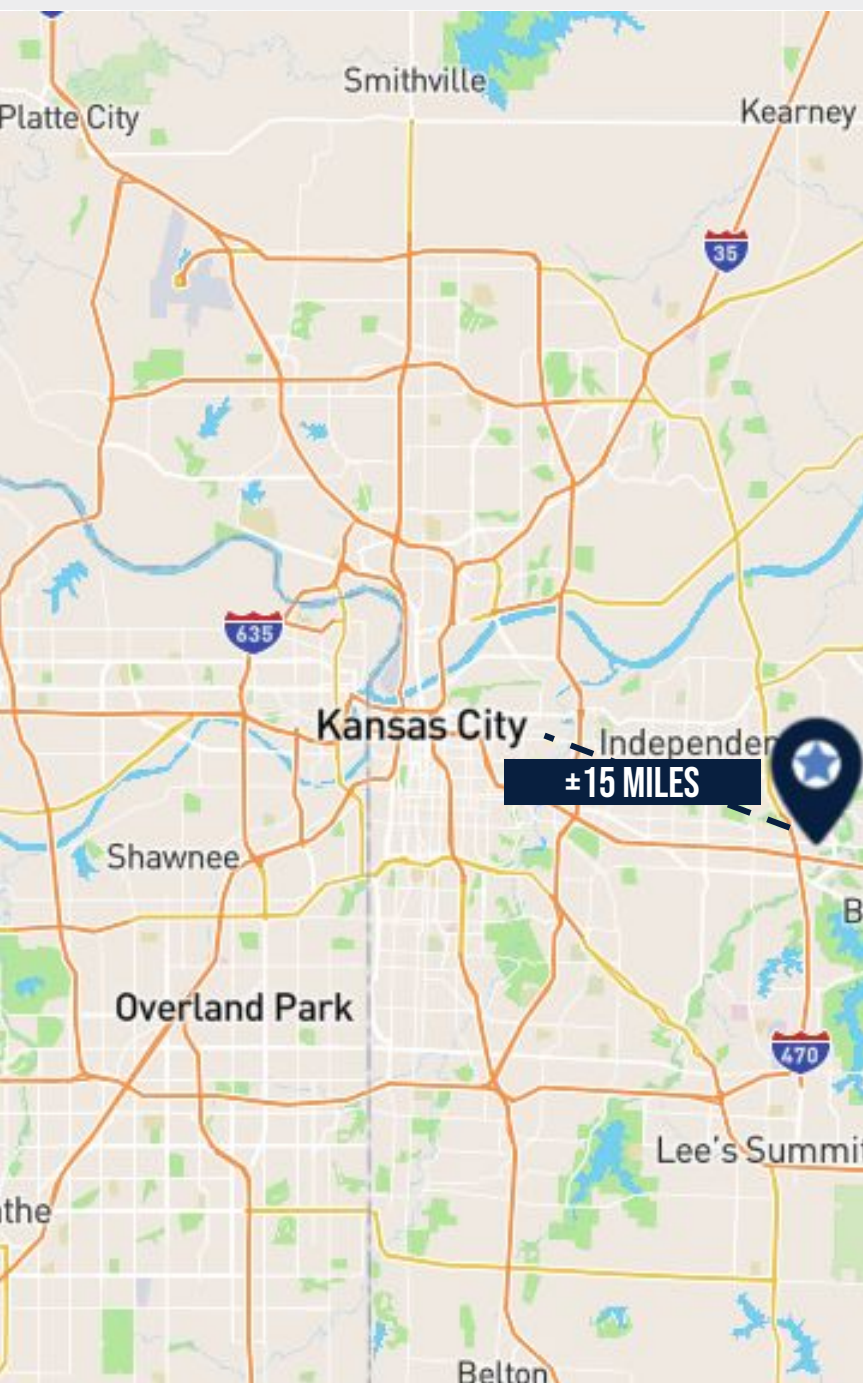 Smithville
Kearney
Platte City
35
635
Kansas City
Independen
±15 MILES
Shawnee
B
Overland Park
470
Lee's Summit
the
Belton